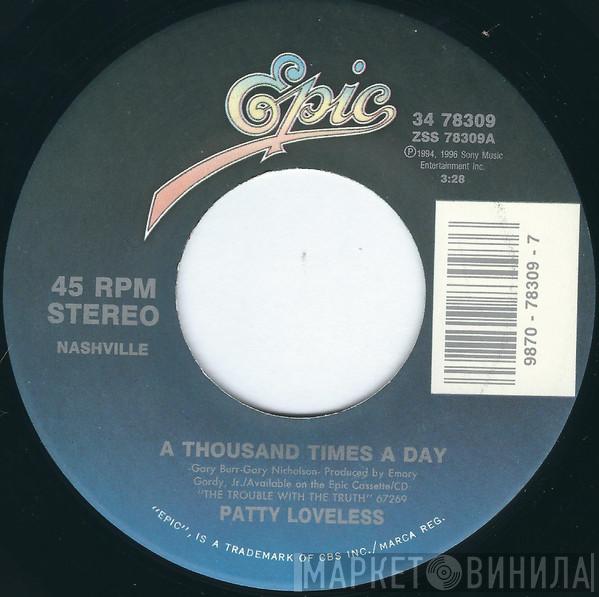 Epic
34 78309
ZSS 78309A
Ⓟ1994, 1996 Sony Music
Entertainment Inc.
3:28
45 RPM
STEREO
NASHVILLE
9870 - 78309 - 7
A THOUSAND TIMES A DAY
-Gary Burr-Gary Nicholson- Produced by Emory
Gordy, Jr./Available on the Epic Cassette/CD-
"THE TROUBLE WITH THE TRUTH" 67269
PATTY LOVELESS
"EPIC", IS A TRADEMARK OF CBS INC./MARCA REG.
МАРКЕТ ВИНИЛА